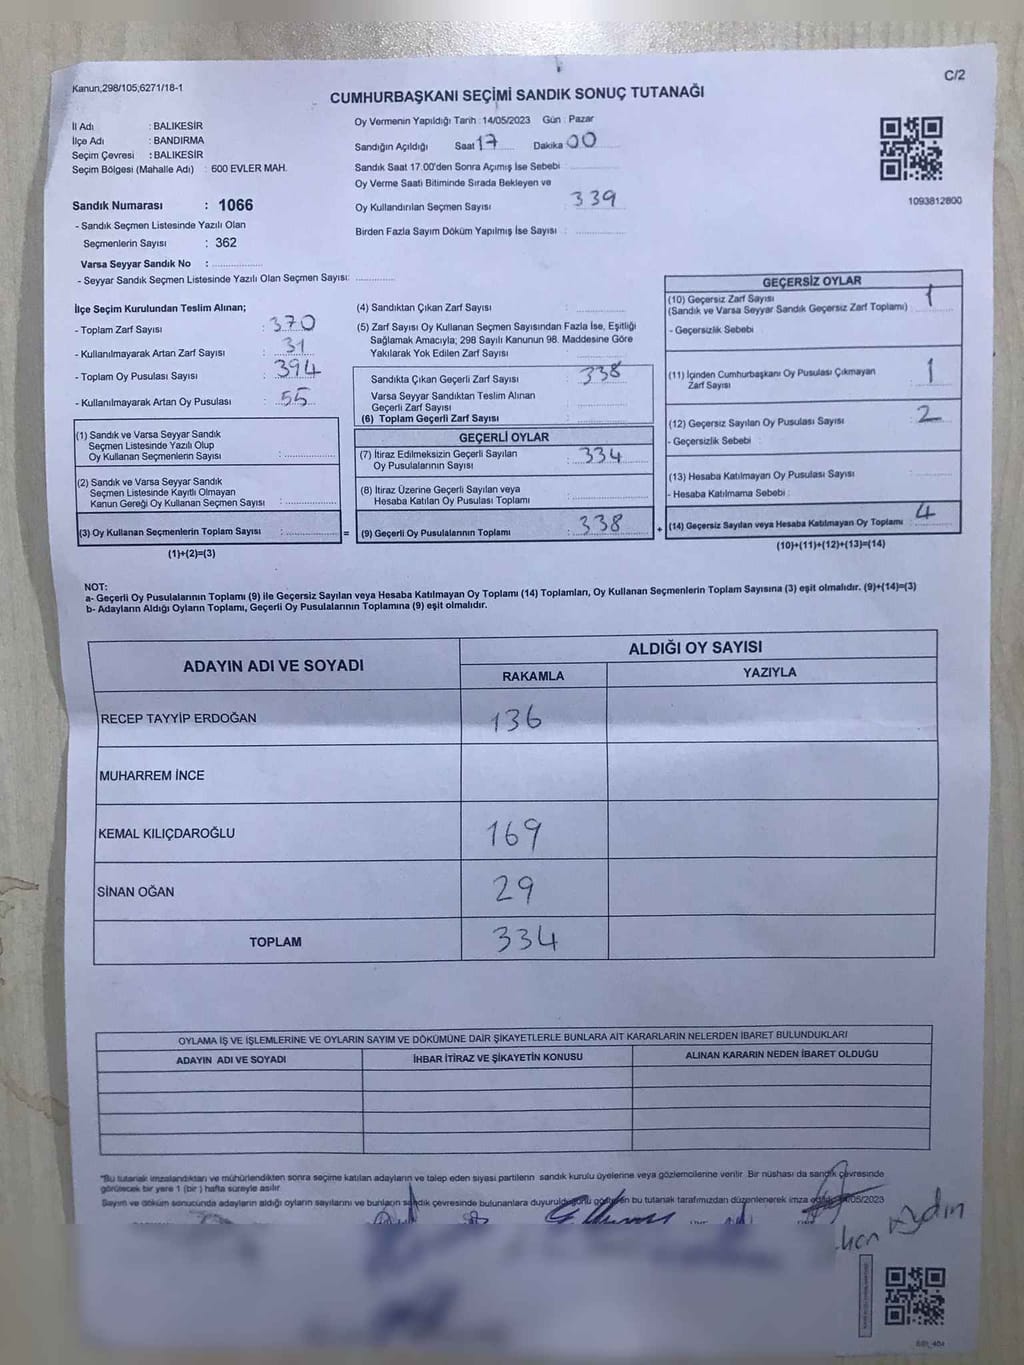 Kanun,298/105,6271/18-1
C/2
CUMHURBAŞKANI SEÇİMİ SANDIK SONUÇ TUTANAĞI
İl Adı : BALIKESİR
İlçe Adı : BANDIRMA
Seçim Çevresi : BALIKESİR
Seçim Bölgesi (Mahalle Adı) : 600 EVLER MAH.
Sandık Numarası : 1066
- Sandık Seçmen Listesinde Yazılı Olan
Seçmenlerin Sayısı : 362
Varsa Seyyar Sandık No :
- Seyyar Sandık Seçmen Listesinde Yazılı Olan Seçmen Sayısı:
Oy Vermenin Yapıldığı Tarih : 14/05/2023 Gün : Pazar
Sandığın Açıldığı Saat 17 Dakika 00
Sandık Saat 17.00'den Sonra Açımış İse Sebebi :
Oy Verme Saati Bitiminde Sırada Bekleyen ve
Oy Kullandırılan Seçmen Sayısı : 339
Birden Fazla Sayım Döküm Yapılmış İse Sayısı :
1093812800
İlçe Seçim Kurulundan Teslim Alınan;
- Toplam Zarf Sayısı : 370
- Kullanılmayarak Artan Zarf Sayısı : 31
- Toplam Oy Pusulası Sayısı : 394
- Kullanılmayarak Artan Oy Pusulası : 55
(1) Sandık ve Varsa Seyyar Sandık
Seçmen Listesinde Yazılı Olup
Oy Kullanan Seçmenlerin Sayısı :
(2) Sandık ve Varsa Seyyar Sandık
Seçmen Listesinde Kayıtlı Olmayan
Kanun Gereği Oy Kullanan Seçmen Sayısı :
(3) Oy Kullanan Seçmenlerin Toplam Sayısı : =
(1)+(2)=(3)
(4) Sandıktan Çıkan Zarf Sayısı :
(5) Zarf Sayısı Oy Kullanan Seçmen Sayısından Fazla İse, Eşitliği
Sağlamak Amacıyla; 298 Sayılı Kanunun 98. Maddesine Göre
Yakılarak Yok Edilen Zarf Sayısı :
Sandıkta Çıkan Geçerli Zarf Sayısı : 338
Varsa Seyyar Sandıktan Teslim Alınan
Geçerli Zarf Sayısı
(6) Toplam Geçerli Zarf Sayısı :
GEÇERLİ OYLAR
(7) İtiraz Edilmeksizin Geçerli Sayılan
Oy Pusulalarının Sayısı : 334
(8) İtiraz Üzerine Geçerli Sayılan veya
Hesaba Katılan Oy Pusulası Toplamı :
(9) Geçerli Oy Pusulalarının Toplamı : 338 +
GEÇERSİZ OYLAR
(10) Geçersiz Zarf Sayısı 1
(Sandık ve Varsa Seyyar Sandık Geçersiz Zarf Toplamı) :
- Geçersizlik Sebebi :
(11) İçinden Cumhurbaşkanı Oy Pusulası Çıkmayan
Zarf Sayısı : 1
(12) Geçersiz Sayılan Oy Pusulası Sayısı : 2
- Geçersizlik Sebebi :
(13) Hesaba Katılmayan Oy Pusulası Sayısı :
- Hesaba Katılmama Sebebi :
(14) Geçersiz Sayılan veya Hesaba Katılmayan Oy Toplamı : 4
(10)+(11)+(12)+(13)=(14)
NOT:
a- Geçerli Oy Pusulalarının Toplamı (9) ile Geçersiz Sayılan veya Hesaba Katılmayan Oy Toplamı (14) Toplamları, Oy Kullanan Seçmenlerin Toplam Sayısına (3) eşit olmalıdır. (9)+(14)=(3)
b- Adayların Aldığı Oyların Toplamı, Geçerli Oy Pusulalarının Toplamına (9) eşit olmalıdır.
ADAYIN ADI VE SOYADI
ALDIĞI OY SAYISI
RAKAMLA YAZIYLA
RECEP TAYYİP ERDOĞAN 136
MUHARREM İNCE
KEMAL KILIÇDAROĞLU 169
SİNAN OĞAN 29
TOPLAM 334
OYLAMA İŞ VE İŞLEMLERİNE VE OYLARIN SAYIM VE DÖKÜMÜNE DAİR ŞİKAYETLERLE BUNLARA AİT KARARLARIN NELERDEN İBARET BULUNDUKLARI
ADAYIN ADI VE SOYADI İHBAR İTİRAZ VE ŞİKAYETİN KONUSU ALINAN KARARIN NEDEN İBARET OLDUĞU
*Bu tutanak imzalandıktan ve mühürlendikten sonra seçime katılan adayların ve talep eden siyasi partilerin sandık kurulu üyelerine veya gözlemcilerine verilir. Bir nüshası da sandık çevresinde
görülecek bir yere 1 (bir) hafta süreyle asılır.
Sayım ve döküm sonucunda adayların aldığı oyların sayılarını ve bunların sandık çevresinde bulunanlara duyurulduğunu gösteren bu tutanak tarafımızdan düzenlenerek imza /05/2023
Aydın